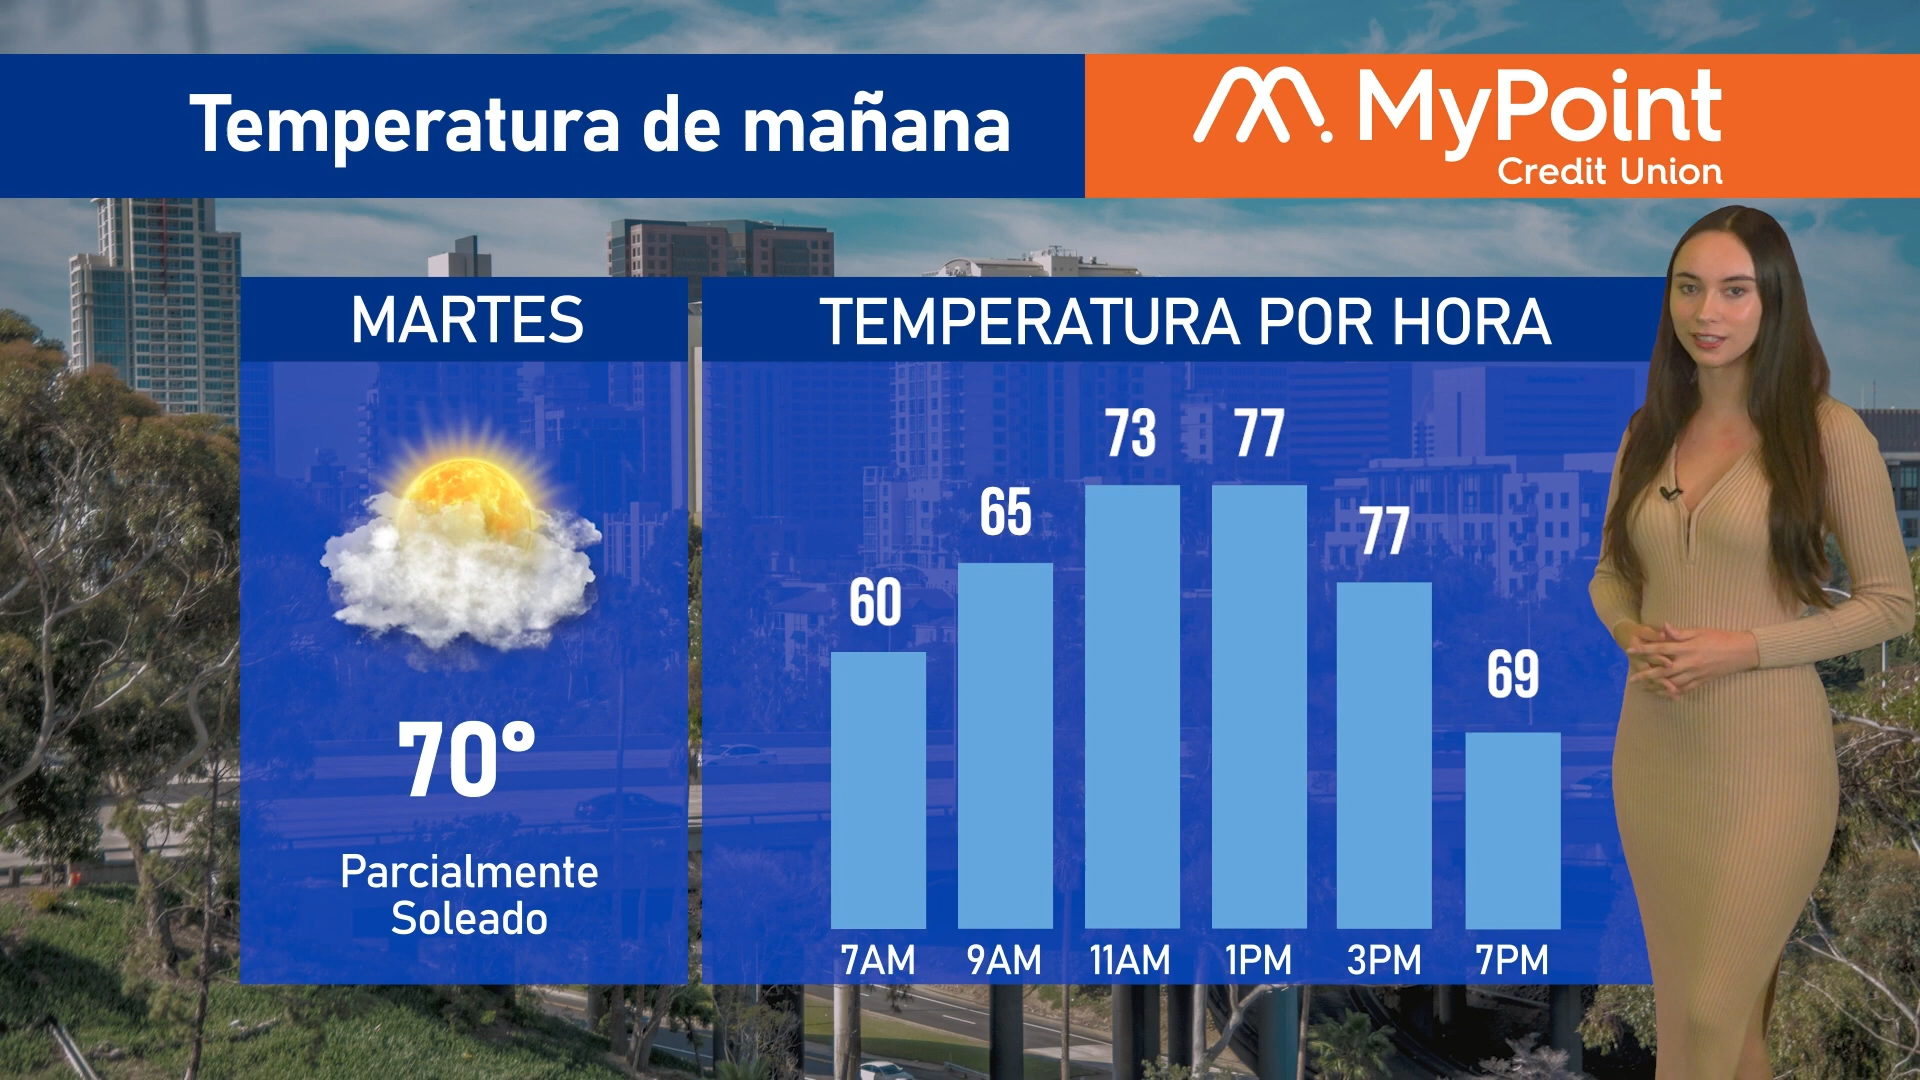 Temperatura de mañana
MyPoint
Credit Union
MARTES
70°
Parcialmente
Soleado
TEMPERATURA POR HORA
60
65
73
77
77
69
7AM
9AM
11AM
1PM
3PM
7PM